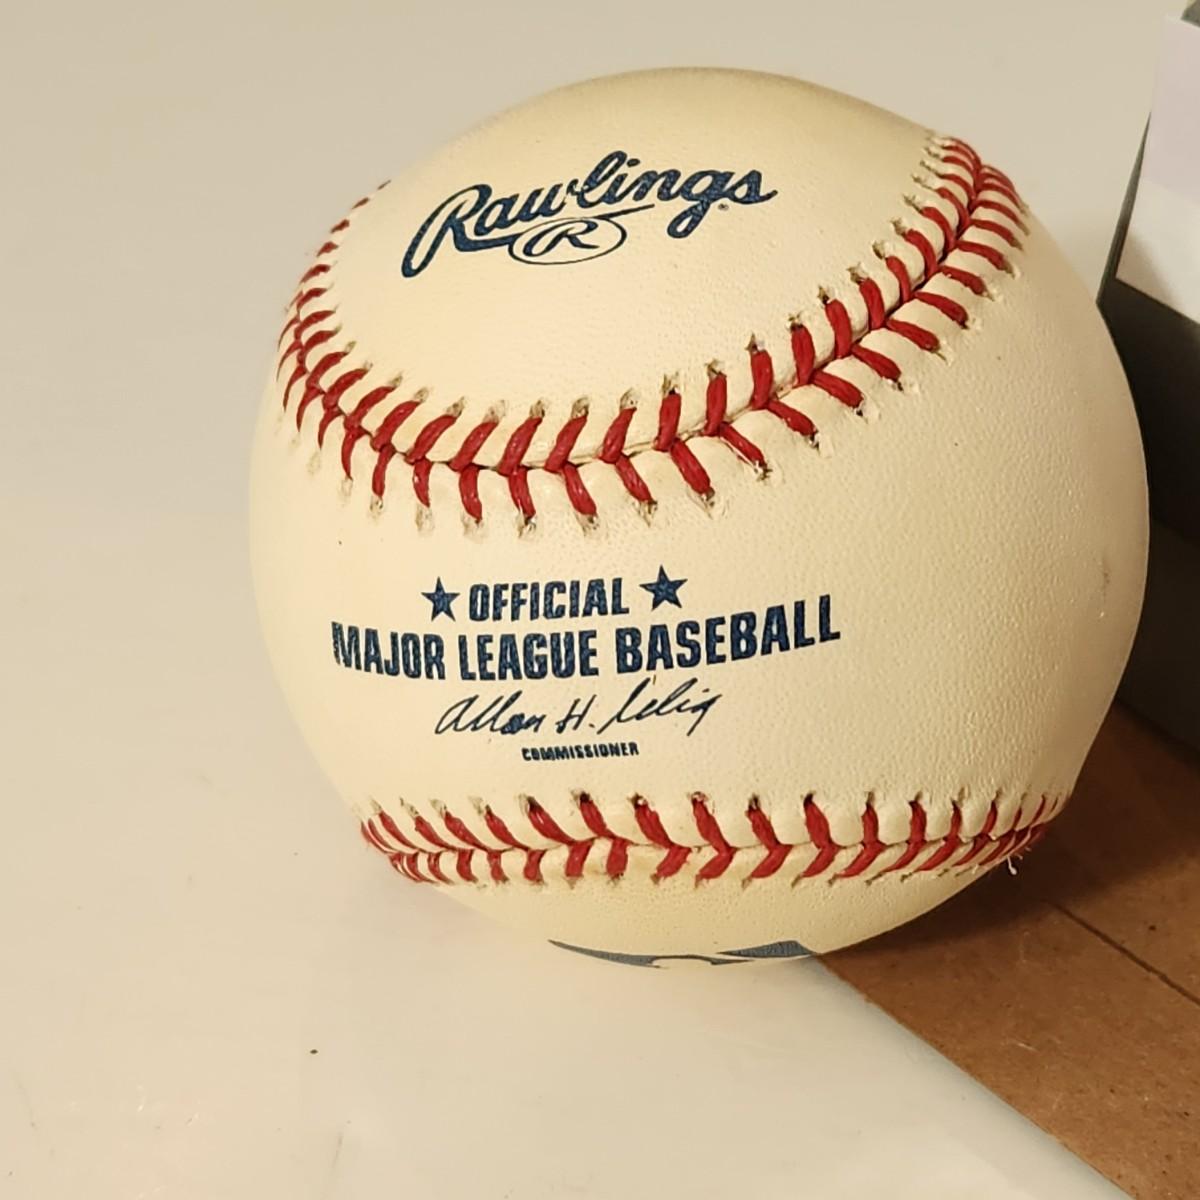 Rawlings
R
★ OFFICIAL ★
MAJOR LEAGUE BASEBALL
Allan H. Selig
COMMISSIONER